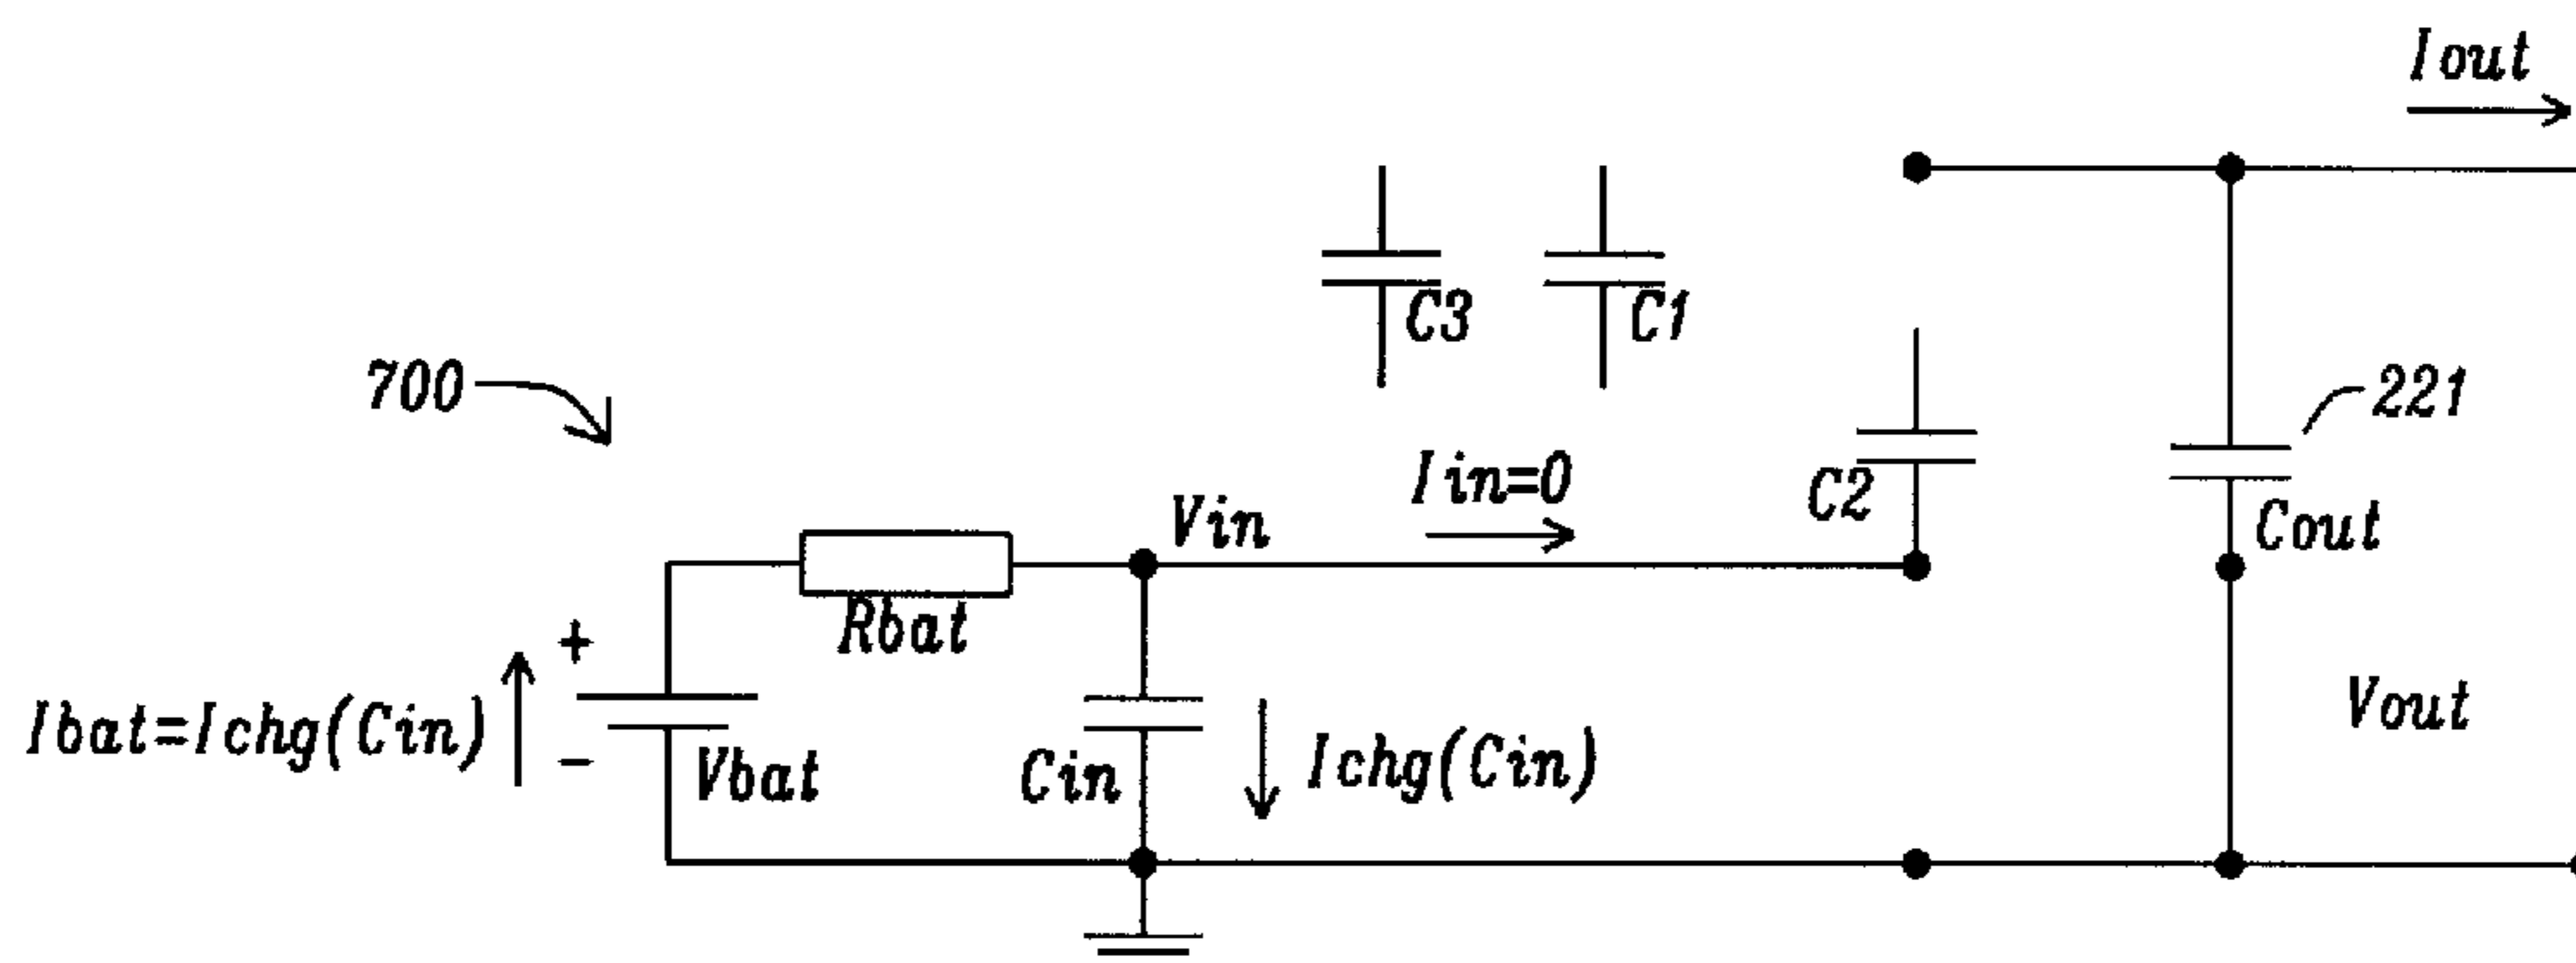 Iout
C3
C1
700
221
Iin=0
C2
Vin
Cout
Rbat
+
Ibat=Ichg(Cin)
Vout
Ichg(Cin)
Cin
Vbat
-